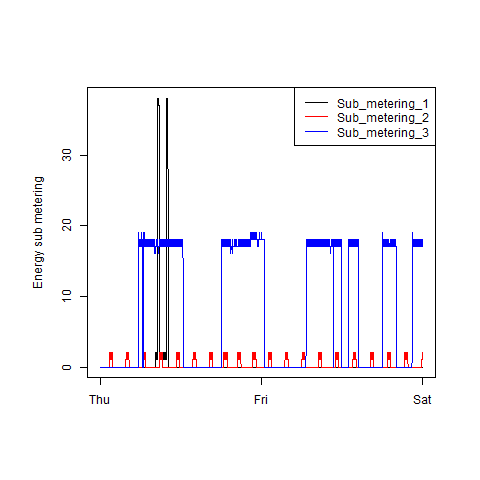 Sub_metering_1
Sub_metering_2
Sub_metering_3
Energy sub metering
30
20
10
0
Thu Fri Sat